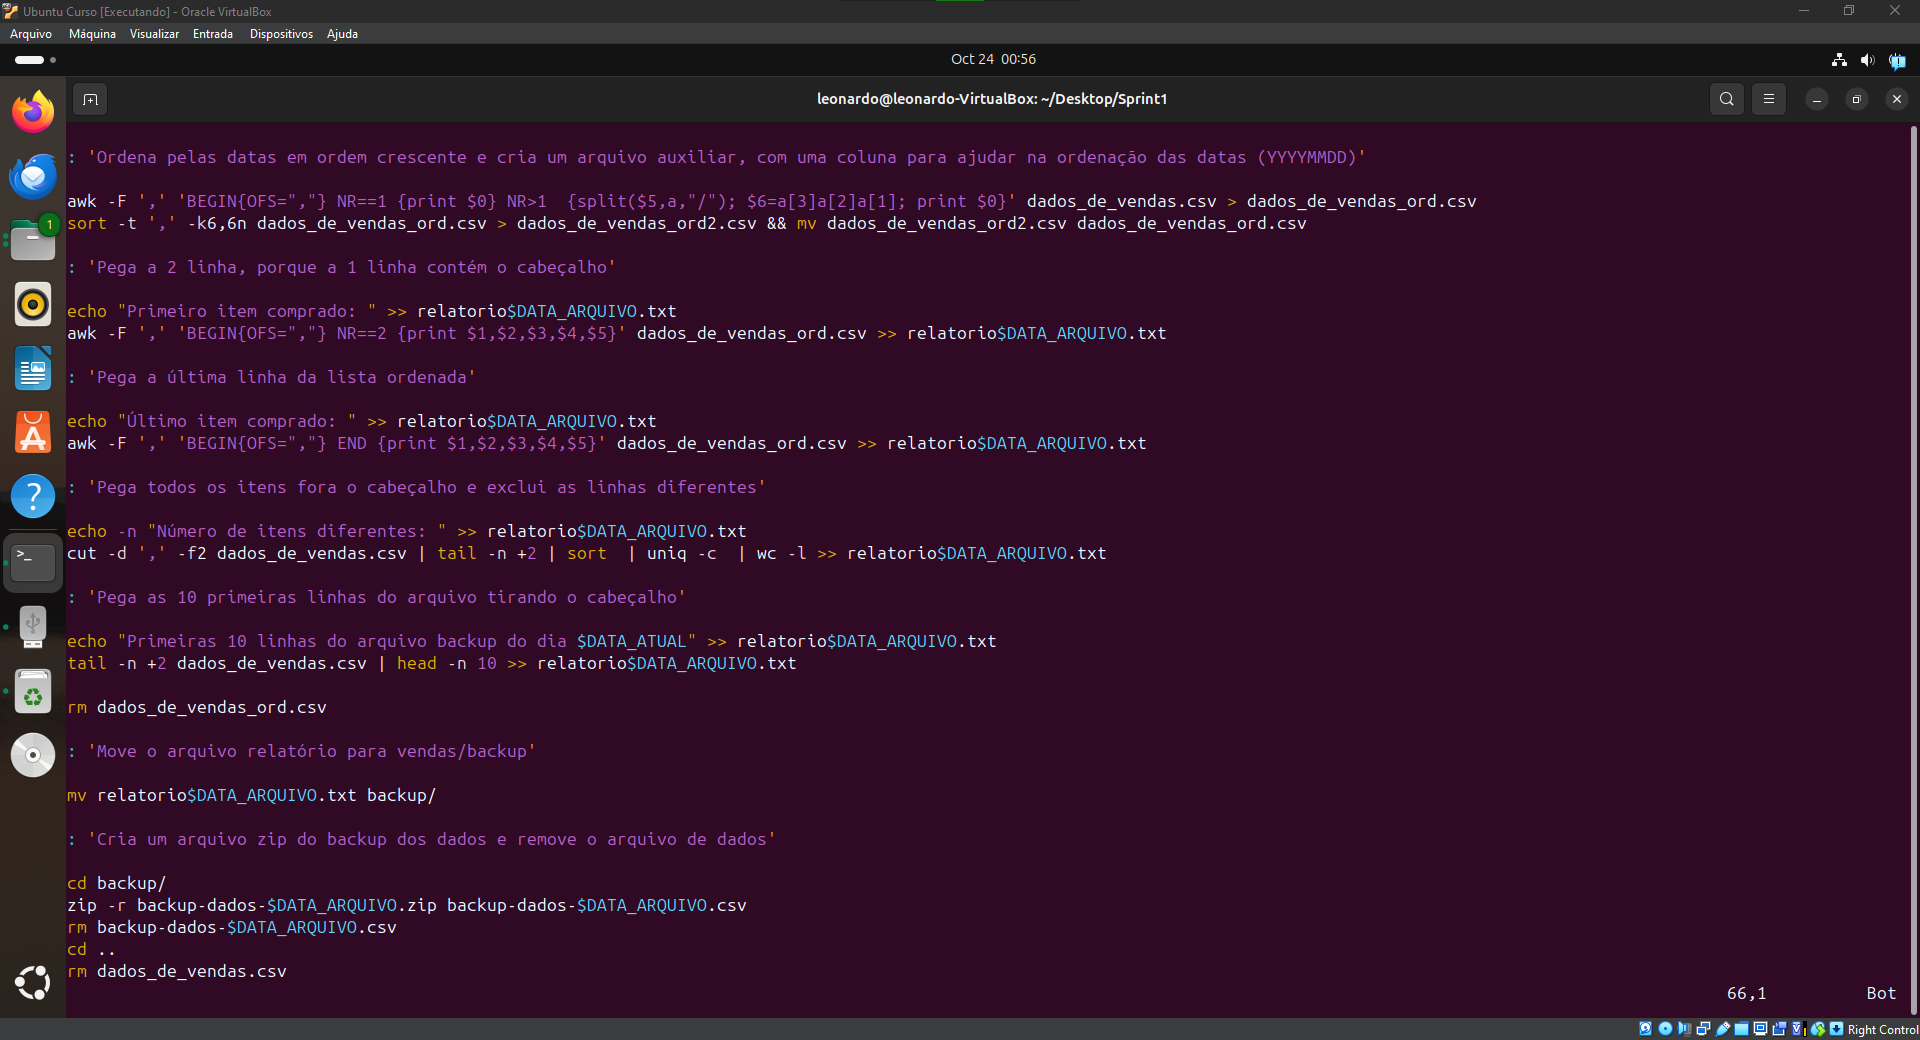 Ubuntu Curso [Executando] - Oracle VirtualBox
Arquivo Máquina Visualizar Entrada Dispositivos Ajuda
Oct 24 00:56
leonardo@leonardo-VirtualBox: ~/Desktop/Sprint1
: 'Ordena pelas datas em ordem crescente e cria um arquivo auxiliar, com uma coluna para ajudar na ordenação das datas (YYYYMMDD)'
awk -F ',' 'BEGIN{OFS=","} NR==1 {print $0} NR>1  {split($5,a,"/"); $6=a[3]a[2]a[1]; print $0}' dados_de_vendas.csv > dados_de_vendas_ord.csv
sort -t ',' -k6,6n dados_de_vendas_ord.csv > dados_de_vendas_ord2.csv && mv dados_de_vendas_ord2.csv dados_de_vendas_ord.csv
: 'Pega a 2 linha, porque a 1 linha contém o cabeçalho'
echo "Primeiro item comprado: " >> relatorio$DATA_ARQUIVO.txt
awk -F ',' 'BEGIN{OFS=","} NR==2 {print $1,$2,$3,$4,$5}' dados_de_vendas_ord.csv >> relatorio$DATA_ARQUIVO.txt
: 'Pega a última linha da lista ordenada'
echo "Último item comprado: " >> relatorio$DATA_ARQUIVO.txt
awk -F ',' 'BEGIN{OFS=","} END {print $1,$2,$3,$4,$5}' dados_de_vendas_ord.csv >> relatorio$DATA_ARQUIVO.txt
: 'Pega todos os itens fora o cabeçalho e exclui as linhas diferentes'
echo -n "Número de itens diferentes: " >> relatorio$DATA_ARQUIVO.txt
cut -d ',' -f2 dados_de_vendas.csv | tail -n +2 | sort  | uniq -c  | wc -l >> relatorio$DATA_ARQUIVO.txt
: 'Pega as 10 primeiras linhas do arquivo tirando o cabeçalho'
echo "Primeiras 10 linhas do arquivo backup do dia $DATA_ATUAL" >> relatorio$DATA_ARQUIVO.txt
tail -n +2 dados_de_vendas.csv | head -n 10 >> relatorio$DATA_ARQUIVO.txt
rm dados_de_vendas_ord.csv
: 'Move o arquivo relatório para vendas/backup'
mv relatorio$DATA_ARQUIVO.txt backup/
: 'Cria um arquivo zip do backup dos dados e remove o arquivo de dados'
cd backup/
zip -r backup-dados-$DATA_ARQUIVO.zip backup-dados-$DATA_ARQUIVO.csv
rm backup-dados-$DATA_ARQUIVO.csv
cd ..
rm dados_de_vendas.csv
66,1 Bot
1
Right Control